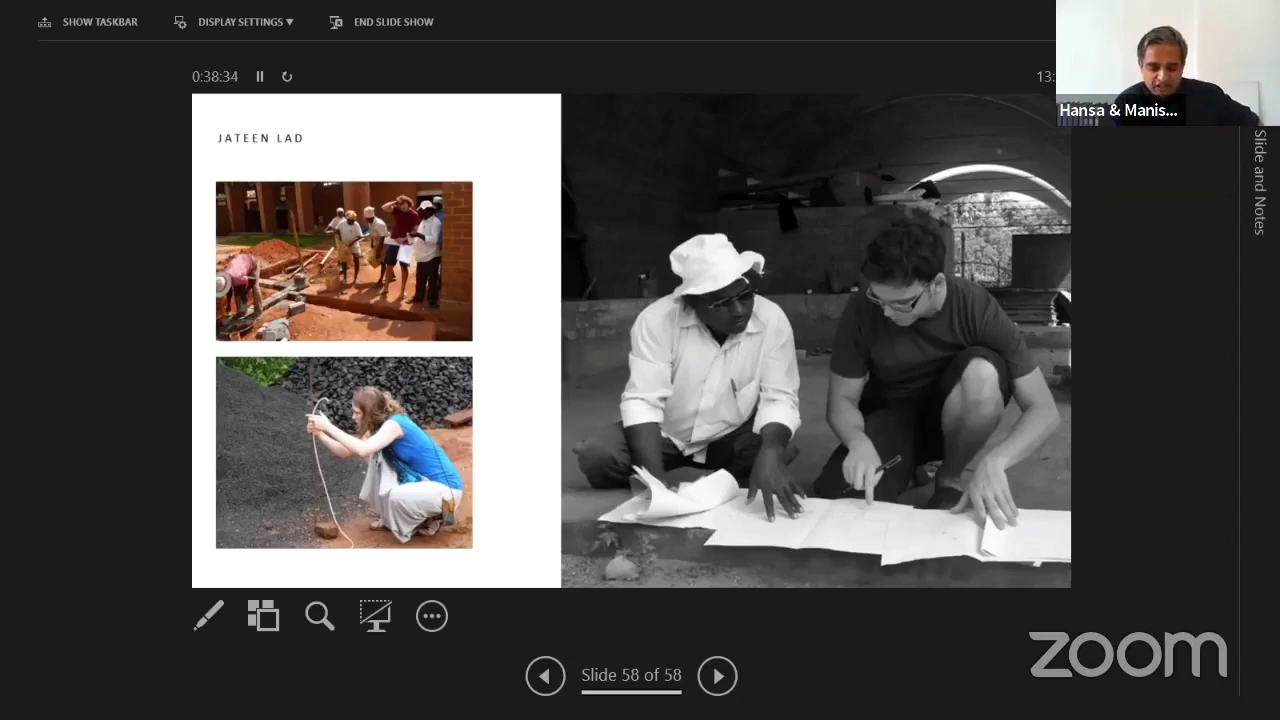 SHOW TASKBAR
DISPLAY SETTINGS ▼
END SLIDE SHOW
0:38:34
13:
Hansa & Manis...
JATEEN LAD
Slide and Notes
Slide 58 of 58
zoom